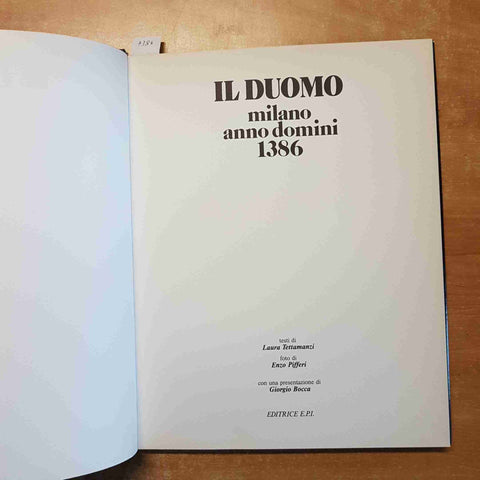 IL DUOMO
milano
anno domini
1386
testi di
Laura Tettamanzi
foto di
Enzo Pifferi
con una presentazione di
Giorgio Bocca
EDITRICE E.P.I.